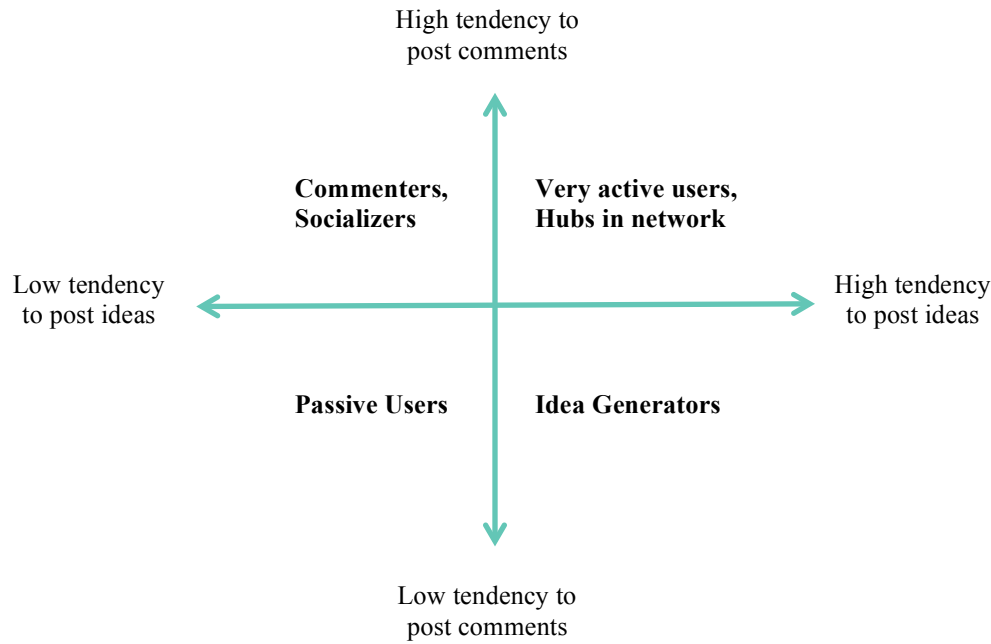 High tendency to
post comments
Commenters,
Socializers
Very active users,
Hubs in network
Low tendency
to post ideas
High tendency
to post ideas
Passive Users
Idea Generators
Low tendency to
post comments